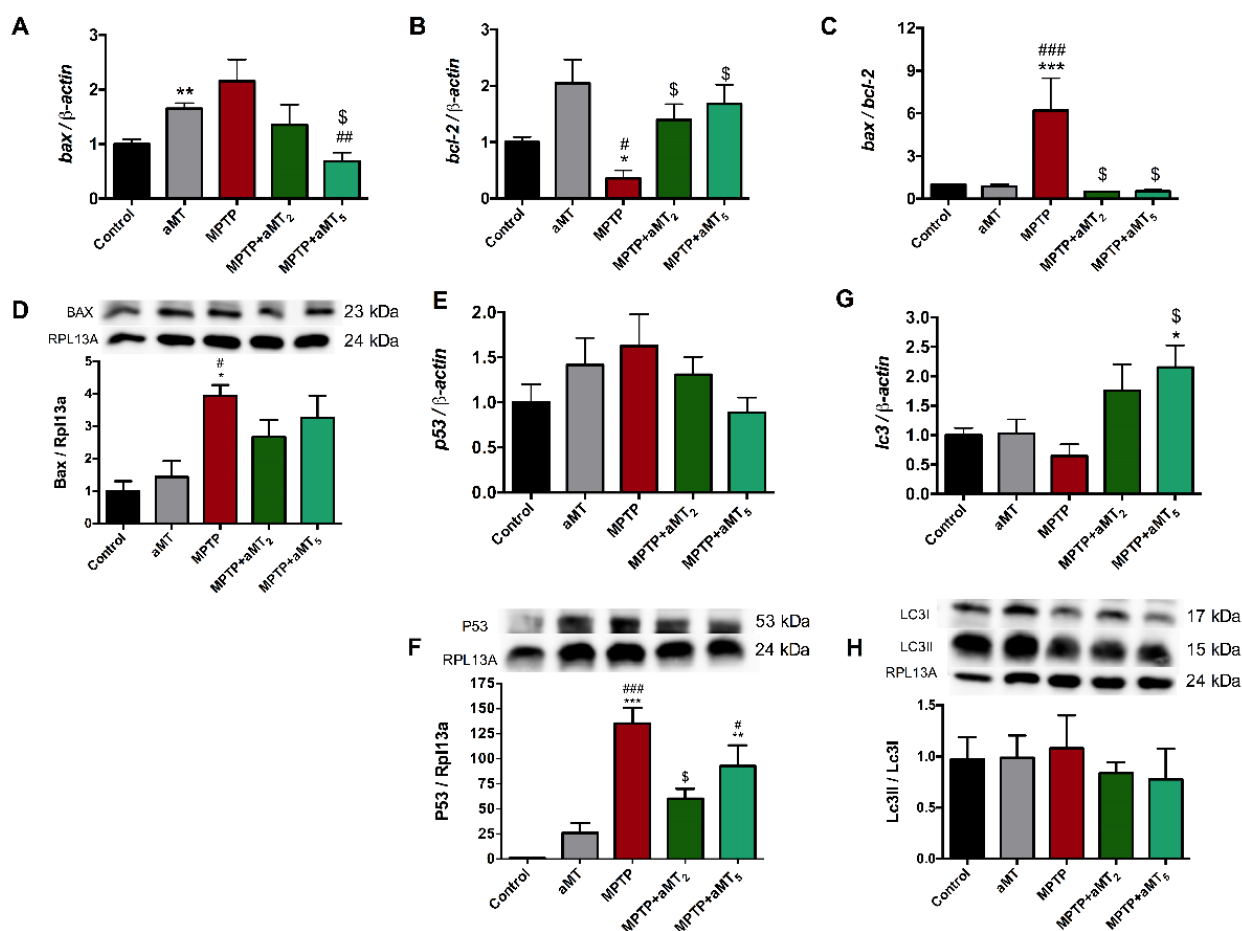 A
bax / β-actin
3
2
1
0
**
$
##
Control
aMT
MPTP
MPTP+aMT2
MPTP+aMT5
B
bcl-2 / β-actin
3
2
1
0
#
*
$
$
Control
aMT
MPTP
MPTP+aMT2
MPTP+aMT5
C
bax / bcl-2
12
9
6
3
0
###
***
$
$
Control
aMT
MPTP
MPTP+aMT2
MPTP+aMT5
D
BAX
23 kDa
RPL13A
24 kDa
Bax / Rpl13a
5
4
3
2
1
0
#
*
Control
aMT
MPTP
MPTP+aMT2
MPTP+aMT5
E
p53 / β-actin
2.0
1.5
1.0
0.5
0.0
Control
aMT
MPTP
MPTP+aMT2
MPTP+aMT5
G
lc3 / β-actin
3.0
2.5
2.0
1.5
1.0
0.5
0.0
$
*
Control
aMT
MPTP
MPTP+aMT2
MPTP+aMT5
F
P53
53 kDa
RPL13A
24 kDa
P53 / Rpl13a
175
150
125
100
75
50
25
0
###
***
$
#
**
Control
aMT
MPTP
MPTP+aMT2
MPTP+aMT5
H
LC3I
17 kDa
LC3II
15 kDa
RPL13A
24 kDa
Lc3II / Lc3I
1.5
1.0
0.5
0.0
Control
aMT
MPTP
MPTP+aMT2
MPTP+aMT5